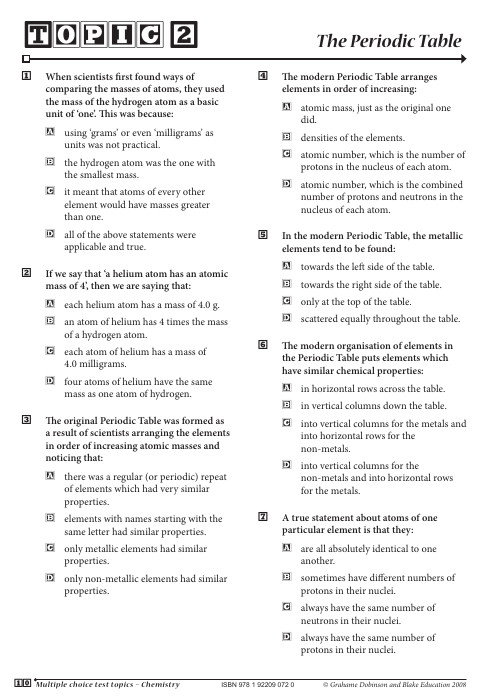 TOPIC 2
The Periodic Table
1 When scientists first found ways of
comparing the masses of atoms, they used
the mass of the hydrogen atom as a basic
unit of ‘one’. This was because:
A using ‘grams’ or even ‘milligrams’ as
units was not practical.
B the hydrogen atom was the one with
the smallest mass.
C it meant that atoms of every other
element would have masses greater
than one.
D all of the above statements were
applicable and true.
2 If we say that ‘a helium atom has an atomic
mass of 4’, then we are saying that:
A each helium atom has a mass of 4.0 g.
B an atom of helium has 4 times the mass
of a hydrogen atom.
C each atom of helium has a mass of
4.0 milligrams.
D four atoms of helium have the same
mass as one atom of hydrogen.
3 The original Periodic Table was formed as
a result of scientists arranging the elements
in order of increasing atomic masses and
noticing that:
A there was a regular (or periodic) repeat
of elements which had very similar
properties.
B elements with names starting with the
same letter had similar properties.
C only metallic elements had similar
properties.
D only non-metallic elements had similar
properties.
4 The modern Periodic Table arranges
elements in order of increasing:
A atomic mass, just as the original one
did.
B densities of the elements.
C atomic number, which is the number of
protons in the nucleus of each atom.
D atomic number, which is the combined
number of protons and neutrons in the
nucleus of each atom.
5 In the modern Periodic Table, the metallic
elements tend to be found:
A towards the left side of the table.
B towards the right side of the table.
C only at the top of the table.
D scattered equally throughout the table.
6 The modern organisation of elements in
the Periodic Table puts elements which
have similar chemical properties:
A in horizontal rows across the table.
B in vertical columns down the table.
C into vertical columns for the metals and
into horizontal rows for the
non-metals.
D into vertical columns for the
non-metals and into horizontal rows
for the metals.
7 A true statement about atoms of one
particular element is that they:
A are all absolutely identical to one
another.
B sometimes have different numbers of
protons in their nuclei.
C always have the same number of
neutrons in their nuclei.
D always have the same number of
protons in their nuclei.
10 Multiple choice test topics – Chemistry
ISBN 978 1 92209 072 0
© Grahame Dobinson and Blake Education 2008